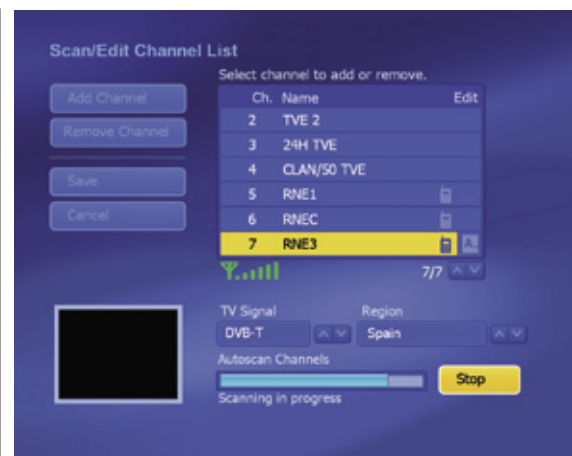 Scan/Edit Channel List
Select channel to add or remove.
Add Channel
Remove Channel
Save
Cancel
Ch. Name Edit
2 TVE 2
3 24H TVE
4 CLAN/50 TVE
5 RNE1
6 RNEC
7 RNE3 A..
7/7
TV Signal Region
DVB-T Spain
Autoscan Channels
Stop
Scanning in progress